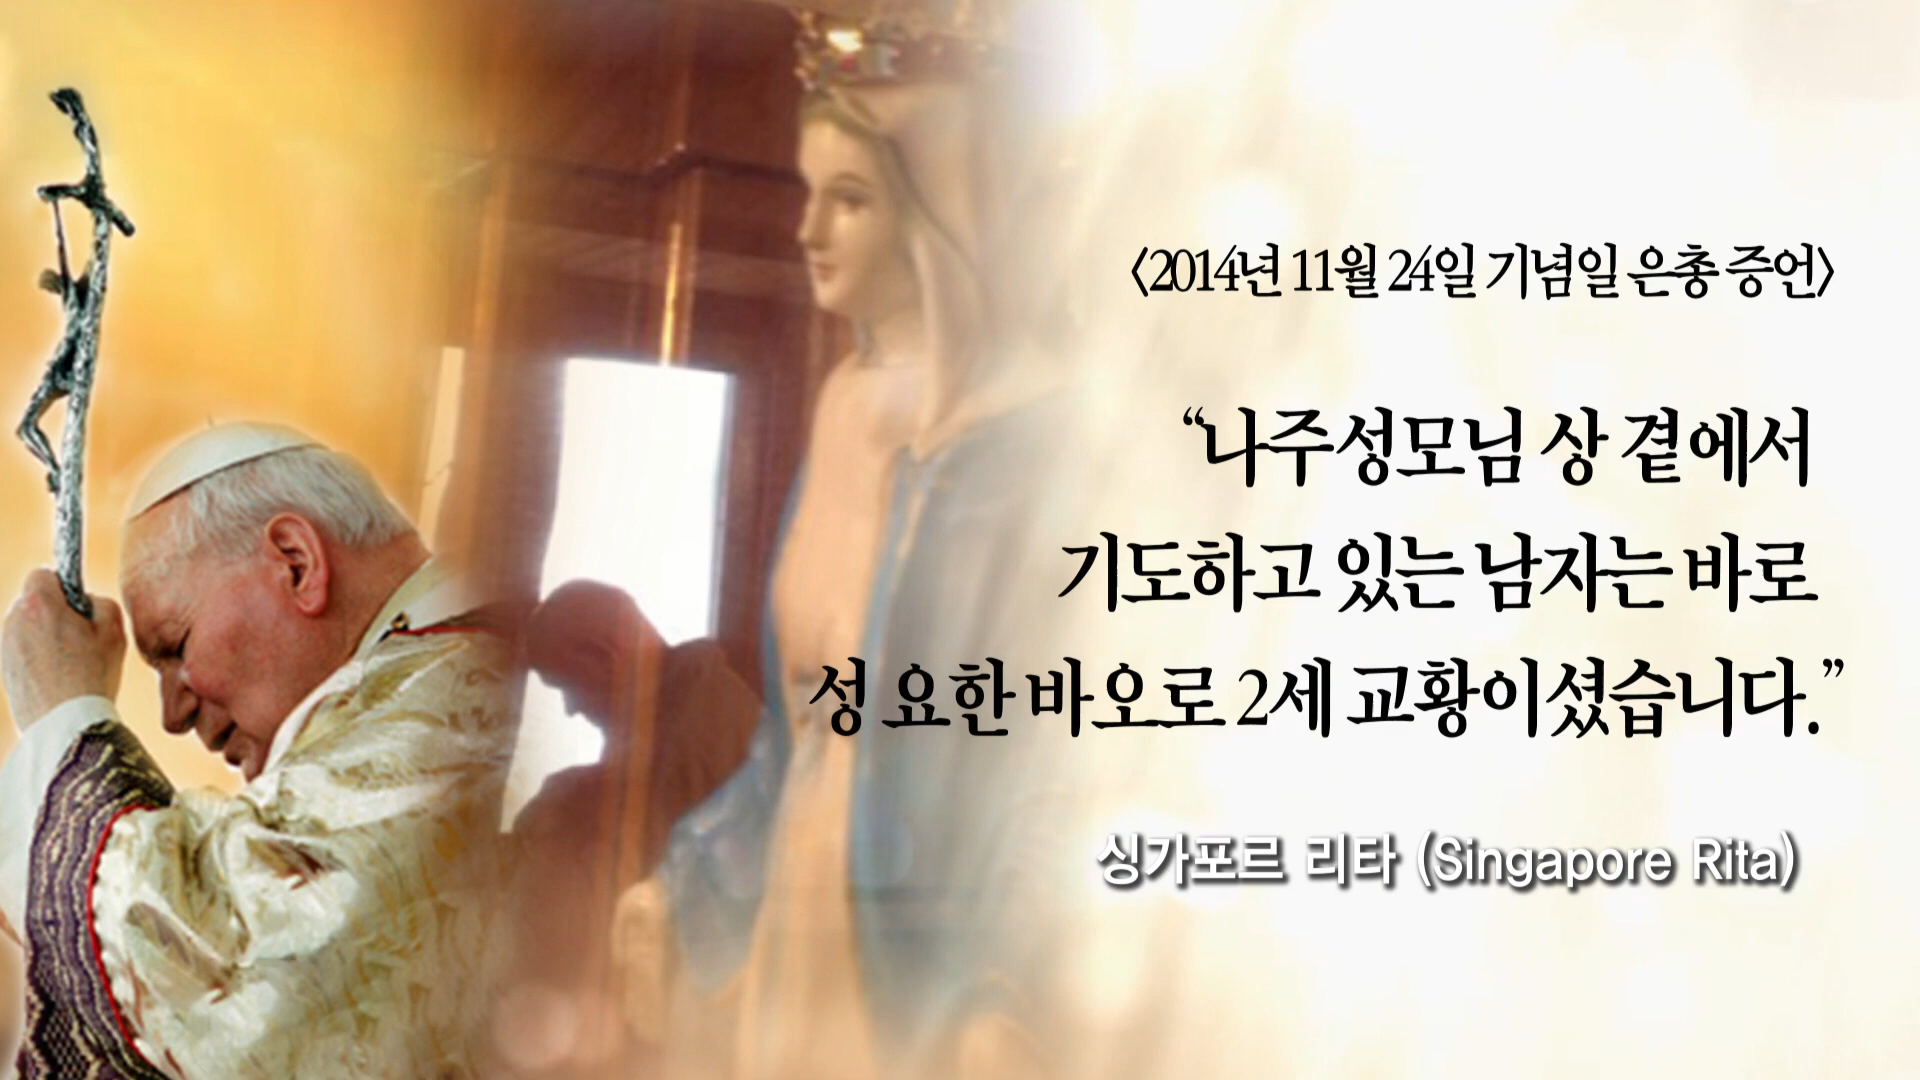 <2014년 11월 24일 기념일 은총 증언>
“나주성모님 상 곁에서
기도하고 있는 남자는 바로
성 요한 바오로 2세 교황이셨습니다.”
싱가포르 리타 (Singapore Rita)